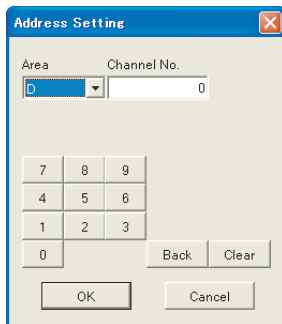 Address Setting
Area Channel No.
D 0
7 8 9
4 5 6
1 2 3
0 Back Clear
OK Cancel